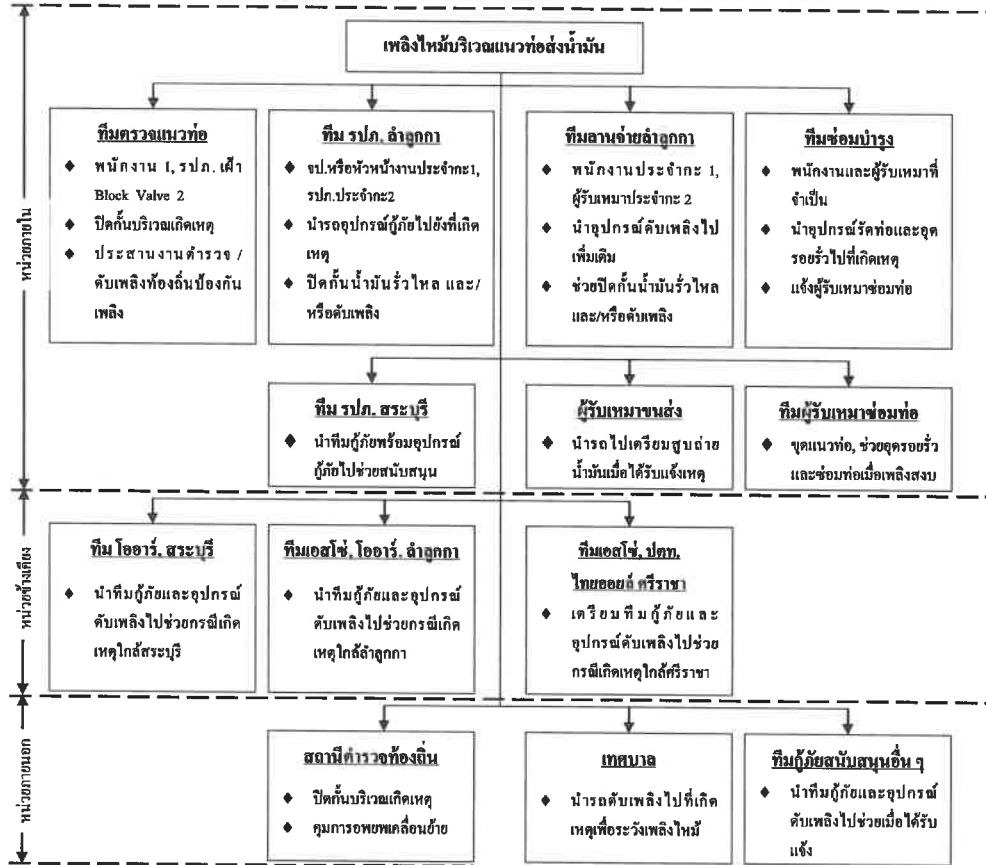 เพลิงไหม้บริเวณแนวท่อส่งน้ำมัน
หน่วยภายใน
ทีมตรวจแนวท่อ
◆ พนักงาน 1, รปภ. เฝ้า
Block Valve 2
◆ ปิดกั้นบริเวณเกิดเหตุ
◆ ประสานงานตำรวจ /
ดับเพลิงท้องถิ่นป้องกัน
เพลิง
ทีม รปภ. ลำลูกกา
◆ จป.หรือหัวหน้างานประจำกะ1,
รปภ.ประจำกะ2
◆ นำรถอุปกรณ์กู้ภัยไปยังที่เกิด
เหตุ
◆ ปิดกั้นน้ำมันรั่วไหล และ/
หรือดับเพลิง
ทีมลานจ่ายลำลูกกา
◆ พนักงานประจำกะ 1,
ผู้รับเหมาประจำกะ 2
◆ นำอุปกรณ์ดับเพลิงไป
เพิ่มเติม
◆ ช่วยปิดกั้นน้ำมันรั่วไหล
และ/หรือดับเพลิง
ทีมซ่อมบำรุง
◆ พนักงานและผู้รับเหมาที่
จำเป็น
◆ นำอุปกรณ์รัดท่อและอุด
รอยรั่วไปที่เกิดเหตุ
◆ แจ้งผู้รับเหมาซ่อมท่อ
ทีม รปภ. สระบุรี
◆ นำทีมกู้ภัยพร้อมอุปกรณ์
กู้ภัยไปช่วยสนับสนุน
ผู้รับเหมาขนส่ง
◆ นำรถไปเตรียมสูบถ่าย
น้ำมันเมื่อได้รับแจ้งเหตุ
ทีมผู้รับเหมาซ่อมท่อ
◆ ขุดแนวท่อ, ช่วยอุดรอยรั่ว
และซ่อมท่อเมื่อเพลิงสงบ
หน่วยข้างเคียง
ทีม โออาร์. สระบุรี
◆ นำทีมกู้ภัยและอุปกรณ์
ดับเพลิงไปช่วยกรณีเกิด
เหตุใกล้สระบุรี
ทีมเอสโซ่, โออาร์. ลำลูกกา
◆ นำทีมกู้ภัยและอุปกรณ์
ดับเพลิงไปช่วยกรณีเกิด
เหตุใกล้ลำลูกกา
ทีมเอสโซ่, ปตท.
ไทยออยล์ ศรีราชา
◆ เตรียมทีมกู้ภัยและ
อุปกรณ์ดับเพลิงไปช่วย
กรณีเกิดเหตุใกล้ศรีราชา
หน่วยภายนอก
สถานีตำรวจท้องถิ่น
◆ ปิดกั้นบริเวณเกิดเหตุ
◆ คุมการอพยพเคลื่อนย้าย
เทศบาล
◆ นำรถดับเพลิงไปที่เกิด
เหตุเพื่อระวังเพลิงไหม้
ทีมกู้ภัยสนับสนุนอื่น ๆ
◆ นำทีมกู้ภัยและอุปกรณ์
ดับเพลิงไปช่วยเมื่อได้รับ
แจ้ง